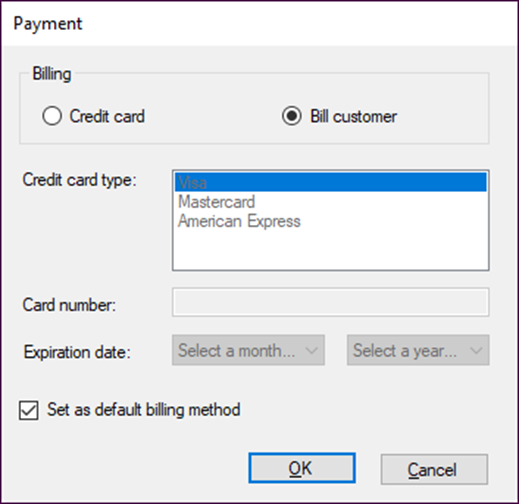 Payment
Billing
Credit card
Bill customer
Credit card type:
Visa
Mastercard
American Express
Card number:
Expiration date:
Select a month...
Select a year...
Set as default billing method
OK
Cancel